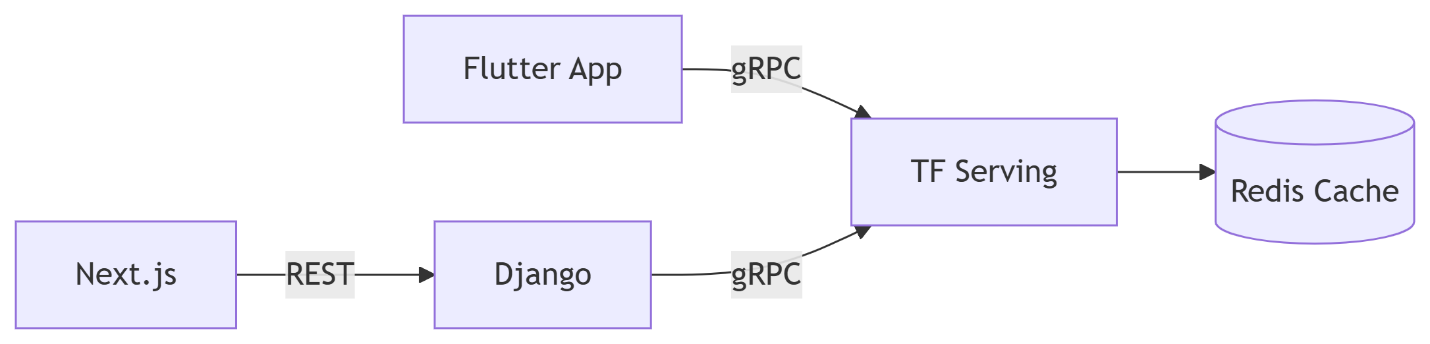 Flutter App
gRPC
TF Serving
Redis Cache
Next.js
REST
Django
gRPC